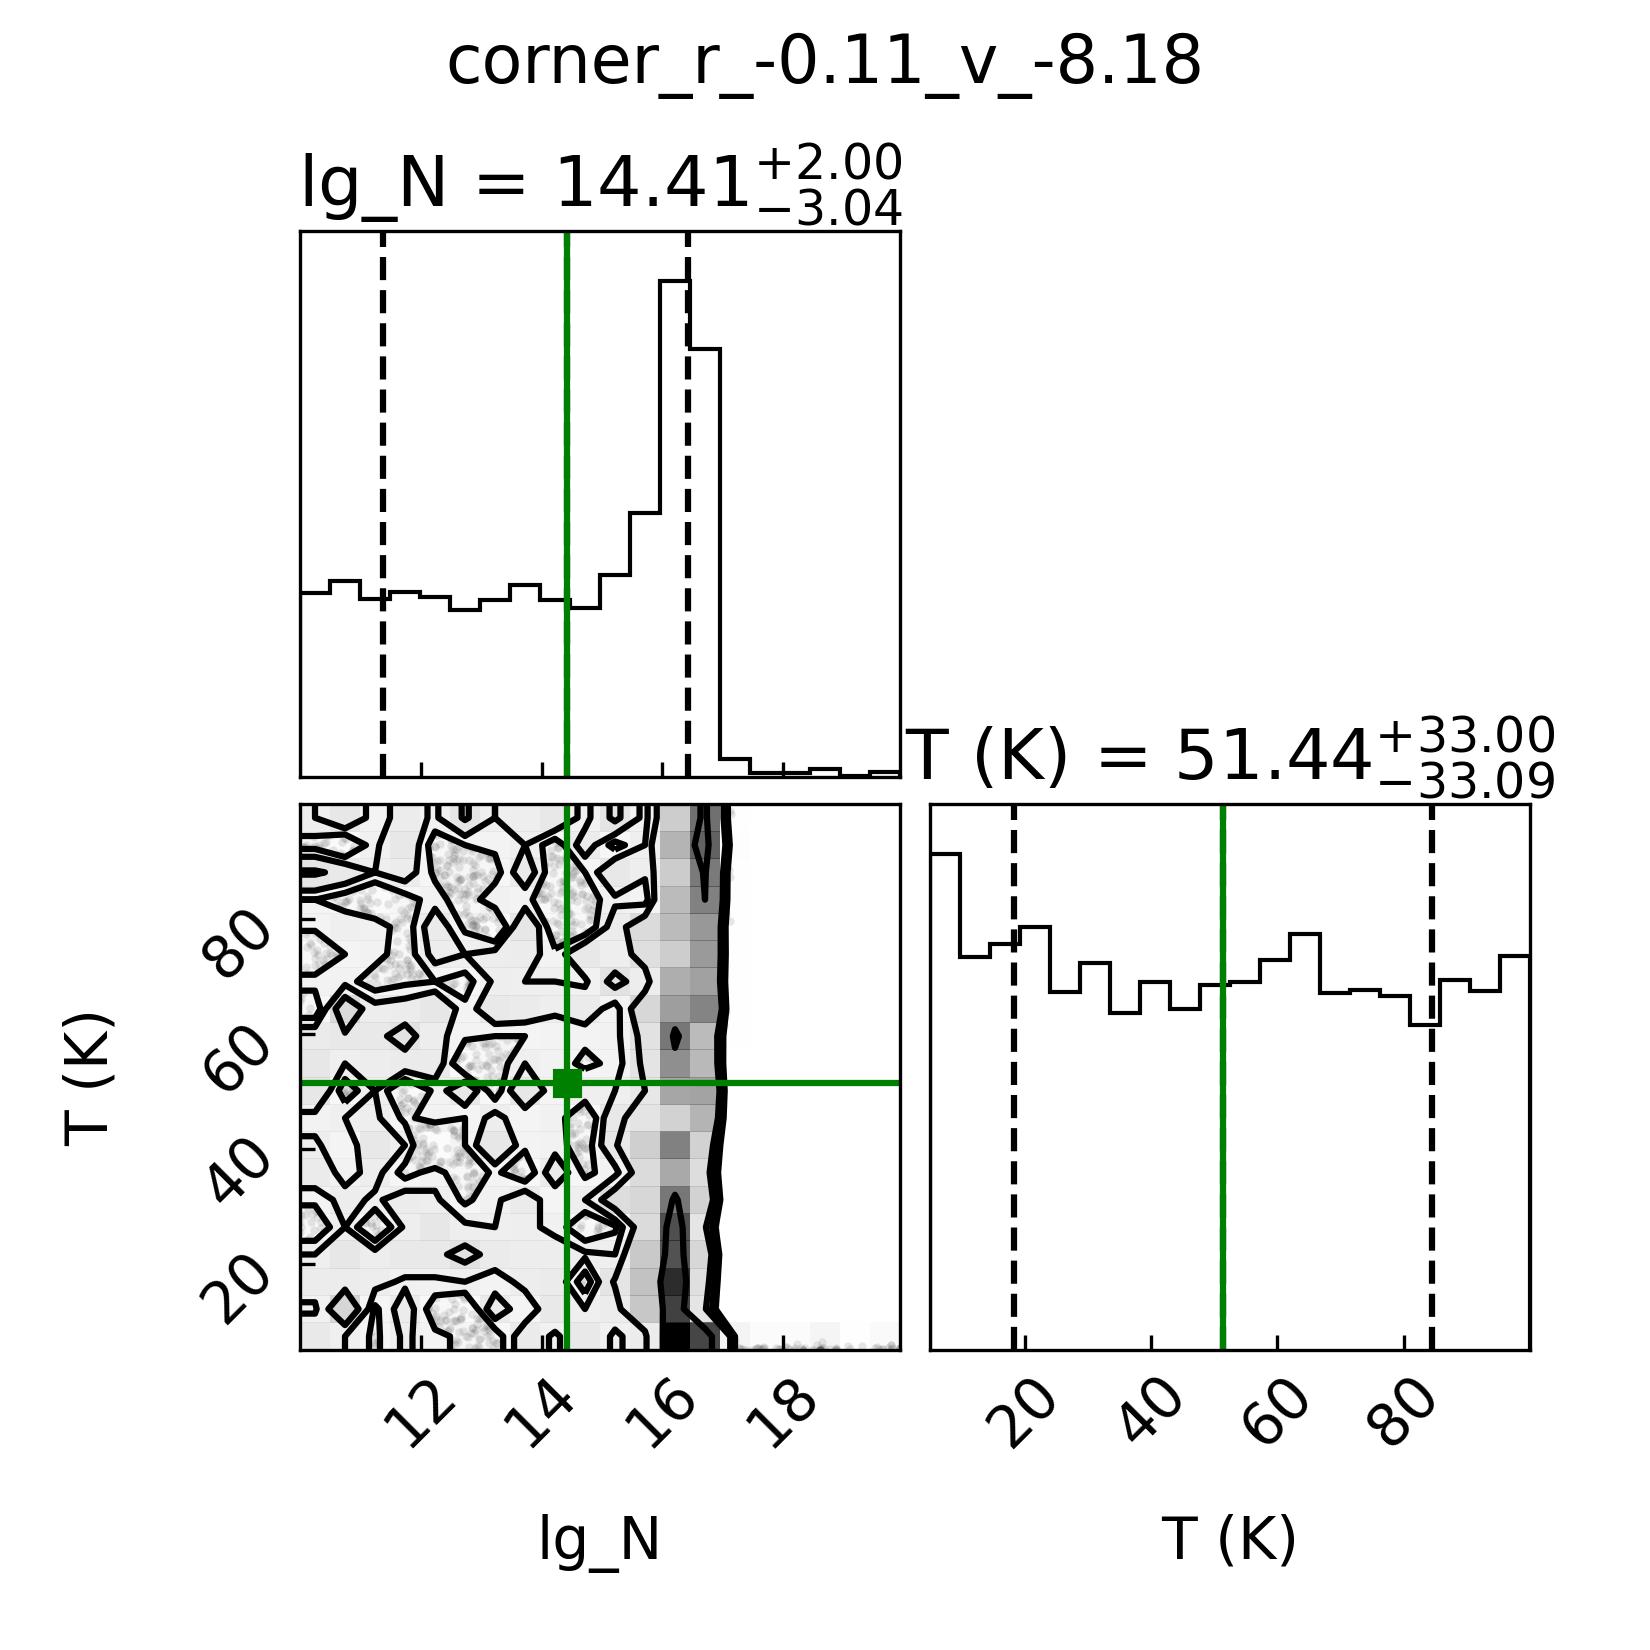 corner_r_-0.11_v_-8.18
lg_N = 14.41+2.00−3.04
T (K) = 51.44+33.00−33.09
80
60
40
20
T (K)
12 14 16 18
20 40 60 80
lg_N
T (K)